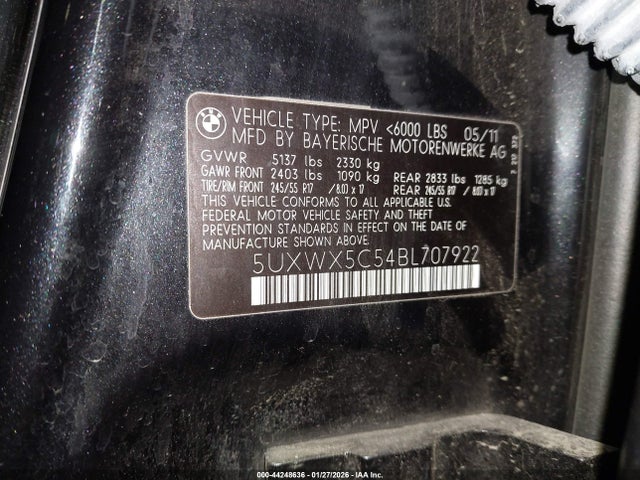 VEHICLE TYPE: MPV <6000 LBS 05/11
MFD BY BAYERISCHE MOTORENWERKE AG
GVWR 5137 lbs 2330 kg
GAWR FRONT 2403 lbs 1090 kg REAR 2833 lbs 1285 kg
TIRE/RIM FRONT 245/55 R17 /8.0J x 17 REAR 245/55 R17 /8.0J x 17
THIS VEHICLE CONFORMS TO ALL APPLICABLE U.S.
FEDERAL MOTOR VEHICLE SAFETY AND THEFT
PREVENTION STANDARDS IN EFFECT ON THE DATE OF
MANUFACTURE SHOWN ABOVE.
5UXWX5C54BL707922
000-44248636 - 01/27/2026 - IAA Inc.